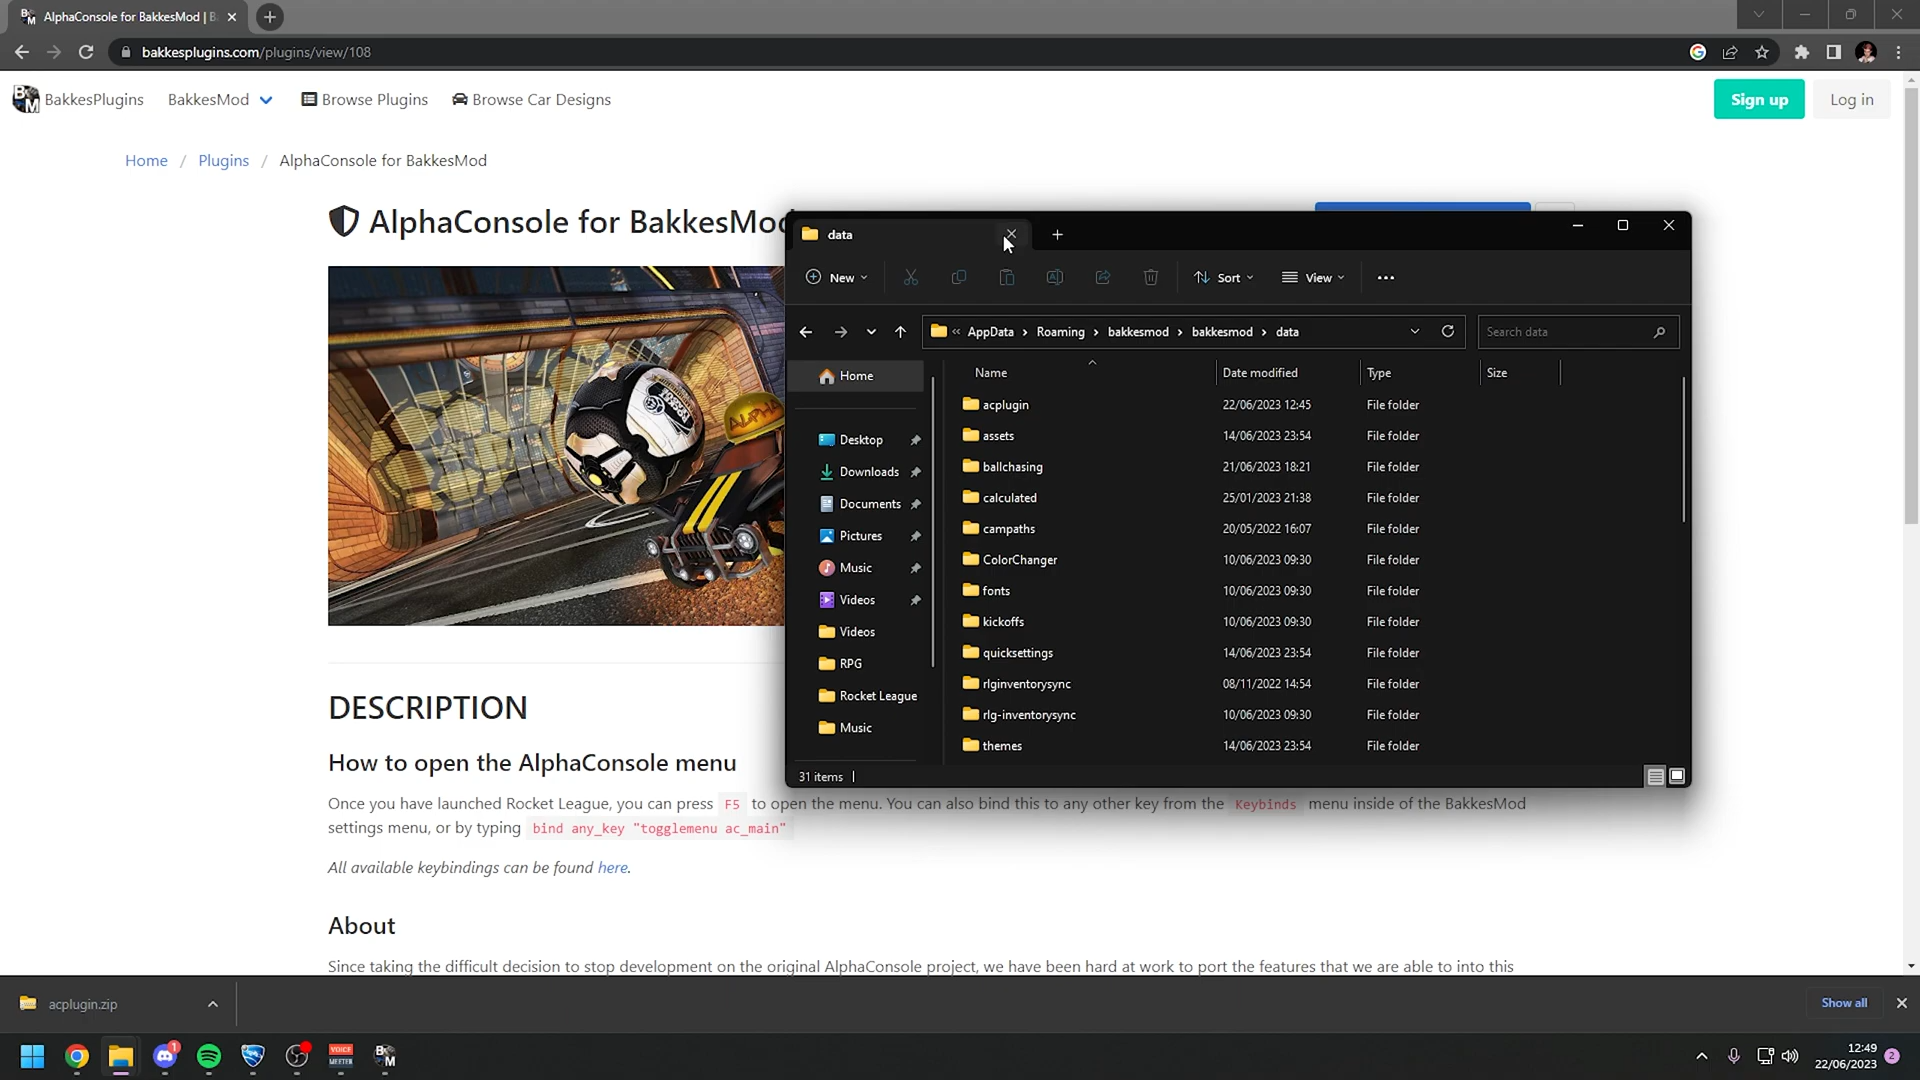 AlphaConsole for BakkesMod | B
bakkesplugins.com/plugins/view/108
BakkesPlugins
BakkesMod
Browse Plugins
Browse Car Designs
Sign up
Log in
Home / Plugins / AlphaConsole for BakkesMod
AlphaConsole for BakkesMod
data
New
Sort
View
AppData > Roaming > bakkesmod > bakkesmod > data
Search data
Home
Desktop
Downloads
Documents
Pictures
Music
Videos
Videos
RPG
Rocket League
Music
Name Date modified Type Size
acplugin 22/06/2023 12:45 File folder
assets 14/06/2023 23:54 File folder
ballchasing 21/06/2023 18:21 File folder
calculated 25/01/2023 21:38 File folder
campaths 20/05/2022 16:07 File folder
ColorChanger 10/06/2023 09:30 File folder
fonts 10/06/2023 09:30 File folder
kickoffs 10/06/2023 09:30 File folder
quicksettings 14/06/2023 23:54 File folder
rlginventorysync 08/11/2022 14:54 File folder
rlg-inventorysync 10/06/2023 09:30 File folder
themes 14/06/2023 23:54 File folder
31 items
DESCRIPTION
How to open the AlphaConsole menu
Once you have launched Rocket League, you can press F5 to open the menu. You can also bind this to any other key from the Keybinds menu inside of the BakkesMod
settings menu, or by typing bind any_key "togglemenu ac_main"
All available keybindings can be found here.
About
Since taking the difficult decision to stop development on the original AlphaConsole project, we have been hard at work to port the features that we are able to into this
acplugin.zip
Show all
1
VOICE
MEETER
BM
12:49
22/06/2023
2